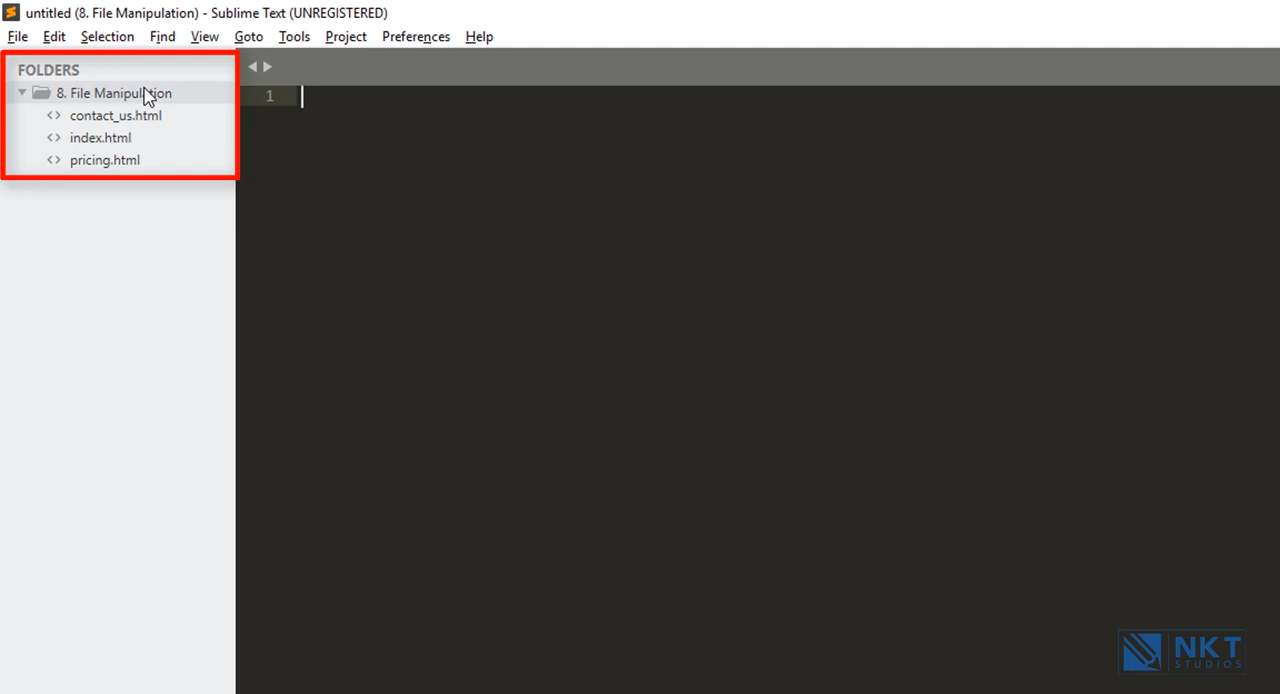 untitled (8. File Manipulation) - Sublime Text (UNREGISTERED)
File Edit Selection Find View Goto Tools Project Preferences Help
FOLDERS
8. File Manipulation
contact_us.html
index.html
pricing.html
1
NKT
STUDIOS